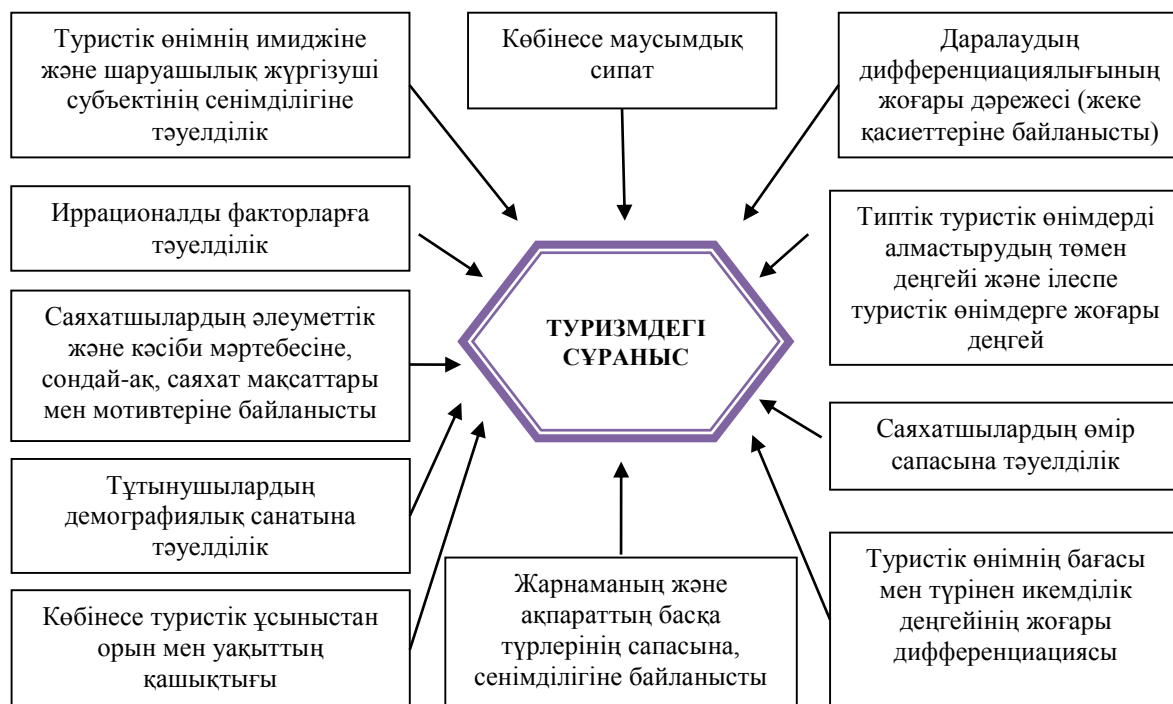 Туристік өнімнің имиджіне
және шаруашылық жүргізуші
субъектінің сенімділігіне
тәуелділік
Көбінесе маусымдық
сипат
Даралаудың
дифференциациялығының
жоғары дәрежесі (жеке
қасиеттеріне байланысты)
Иррационалды факторларға
тәуелділік
Типтік туристік өнімдерді
алмастырудың төмен
деңгейі және ілеспе
туристік өнімдерге жоғары
деңгей
ТУРИЗМДЕГІ
СҰРАНЫС
Саяхатшылардың әлеуметтік
және кәсіби мәртебесіне,
сондай-ақ, саяхат мақсаттары
мен мотивтеріне байланысты
Саяхатшылардың өмір
сапасына тәуелділік
Тұтынушылардың
демографиялық санатына
тәуелділік
Көбінесе туристік ұсыныстан
орын мен уақыттың
қашықтығы
Жарнаманың және
ақпараттың басқа
түрлерінің сапасына,
сенімділігіне байланысты
Туристік өнімнің бағасы
мен түрінен икемділік
деңгейінің жоғары
дифференциациясы